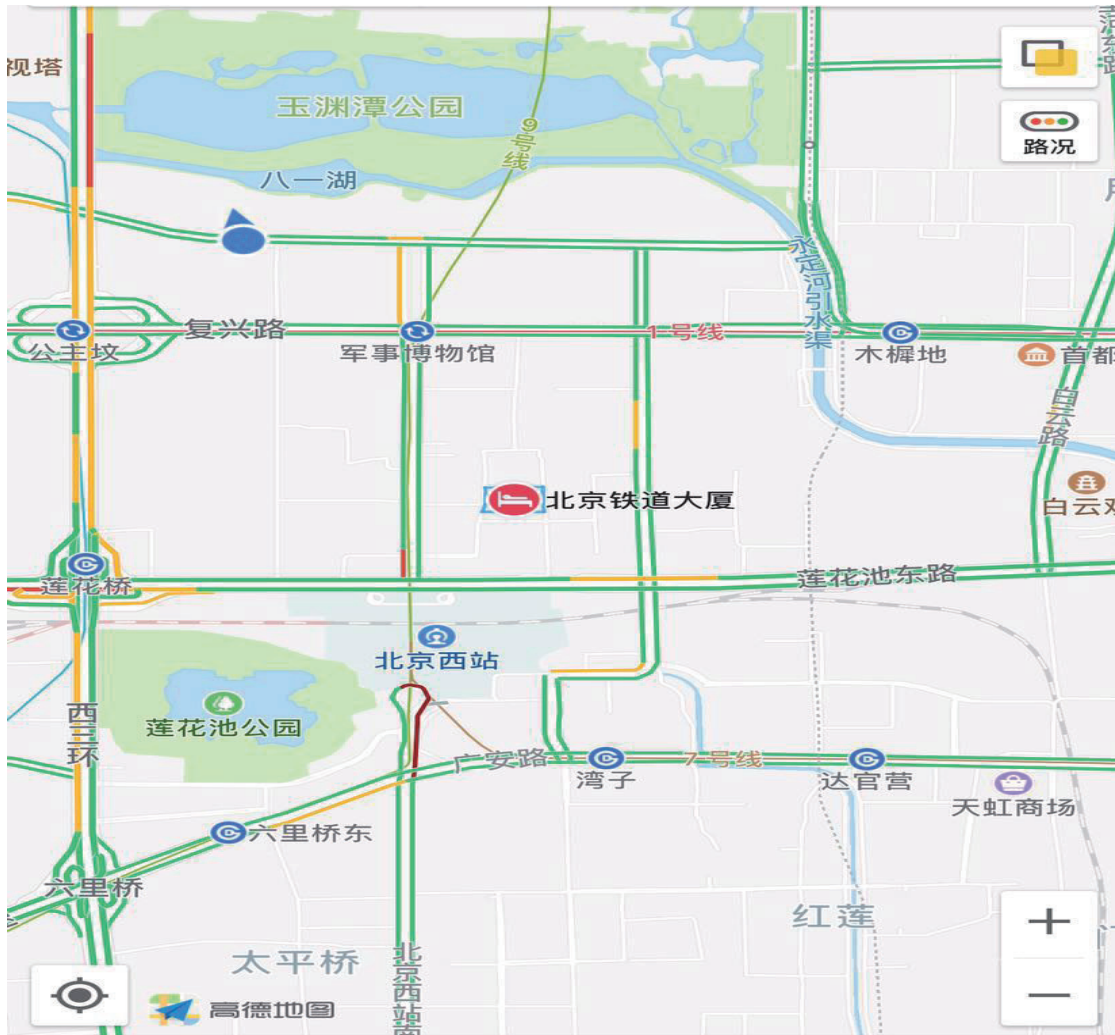 视塔
玉渊潭公园
9号线
路况
八一湖
永定河引水渠
复兴路
1号线
公主坟
军事博物馆
木樨地
首都
白云路
北京铁道大厦
白云观
莲花桥
莲花池东路
北京西站
西三环
莲花池公园
广安路
7号线
湾子
达官营
天虹商场
六里桥东
六里桥
红莲
太平桥
北京西站南
高德地图